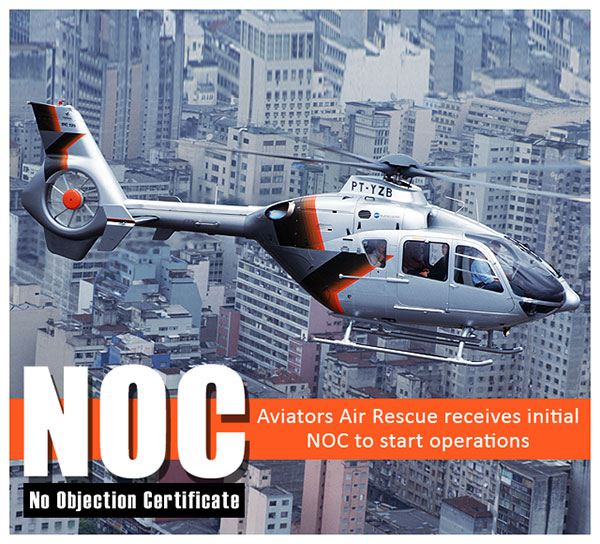 PT-YZB
NOC
Aviators Air Rescue receives initial
NOC to start operations
No Objection Certificate